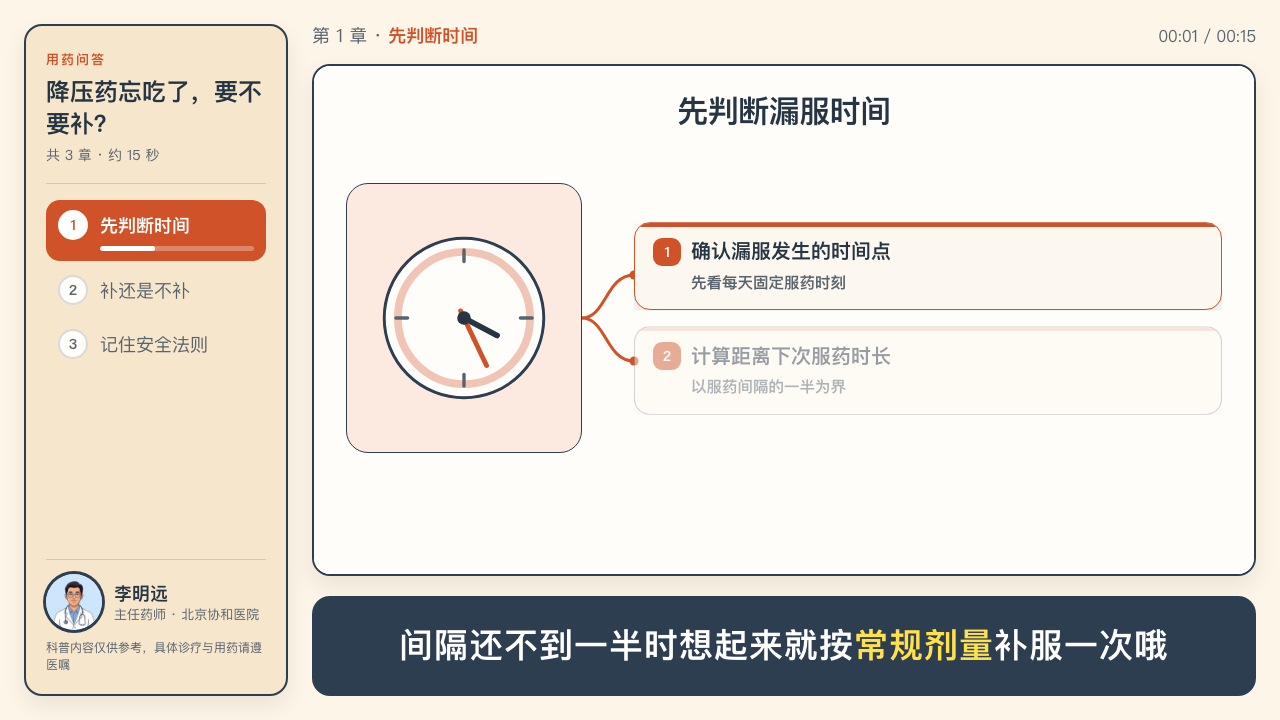 用药问答
降压药忘吃了，要不
要补?
共 3 章 · 约 15 秒
1 先判断时间
2 补还是不补
3 记住安全法则
李明远
主任药师 · 北京协和医院
科普内容仅供参考，具体诊疗与用药请遵
医嘱
第 1 章 · 先判断时间
00:01 / 00:15
先判断漏服时间
1 确认漏服发生的时间点
先看每天固定服药时刻
2 计算距离下次服药时长
以服药间隔的一半为界
间隔还不到一半时想起来就按常规剂量补服一次哦